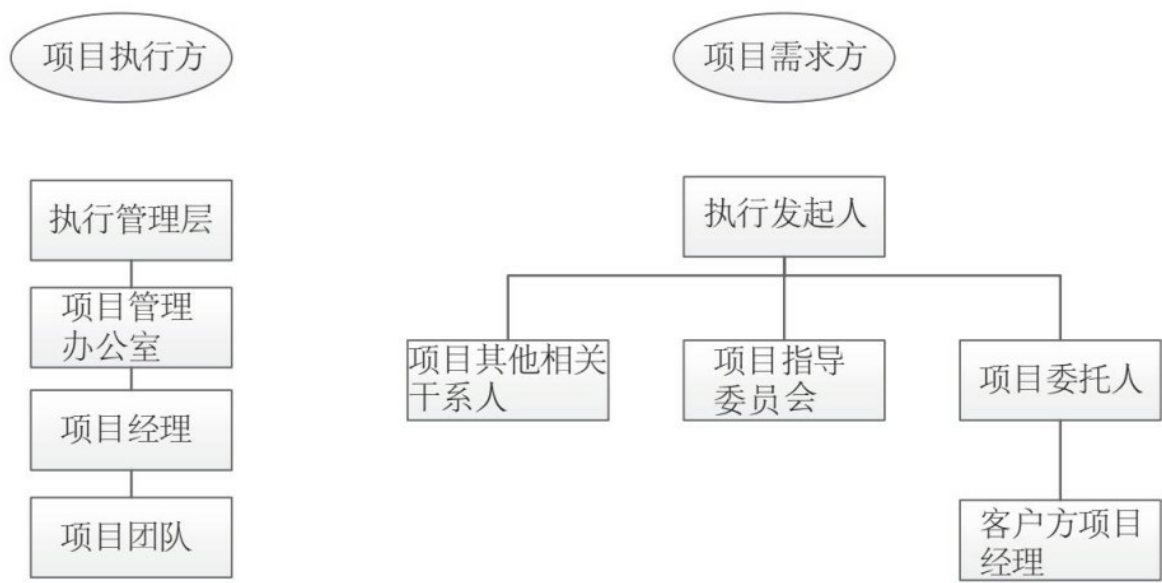 项目执行方
项目需求方
执行管理层
执行发起人
项目管理
办公室
项目其他相关
干系人
项目指导
委员会
项目委托人
项目经理
项目团队
客户方项目
经理